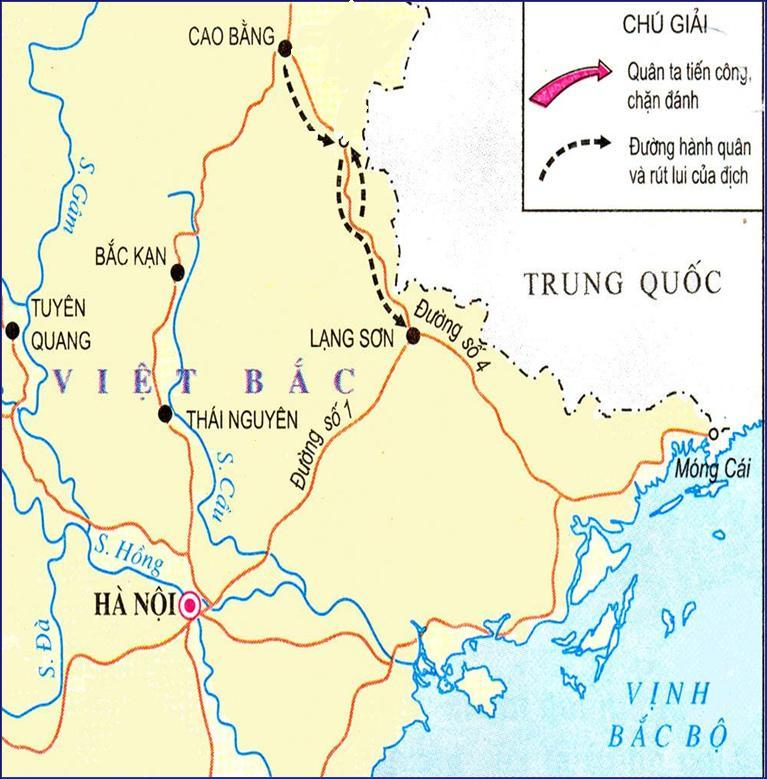 CHÚ GIẢI
Quân ta tiến công,
chặn đánh
Đường hành quân
và rút lui của địch
CAO BẰNG
S. Gâm
BẮC KẠN
TRUNG QUỐC
TUYÊN
QUANG
LẠNG SƠN
Đường số 4
VIỆT BẮC
THÁI NGUYÊN
Đường số 1
Móng Cái
S. Cầu
S. Hồng
HÀ NỘI
S. Đà
VỊNH
BẮC BỘ